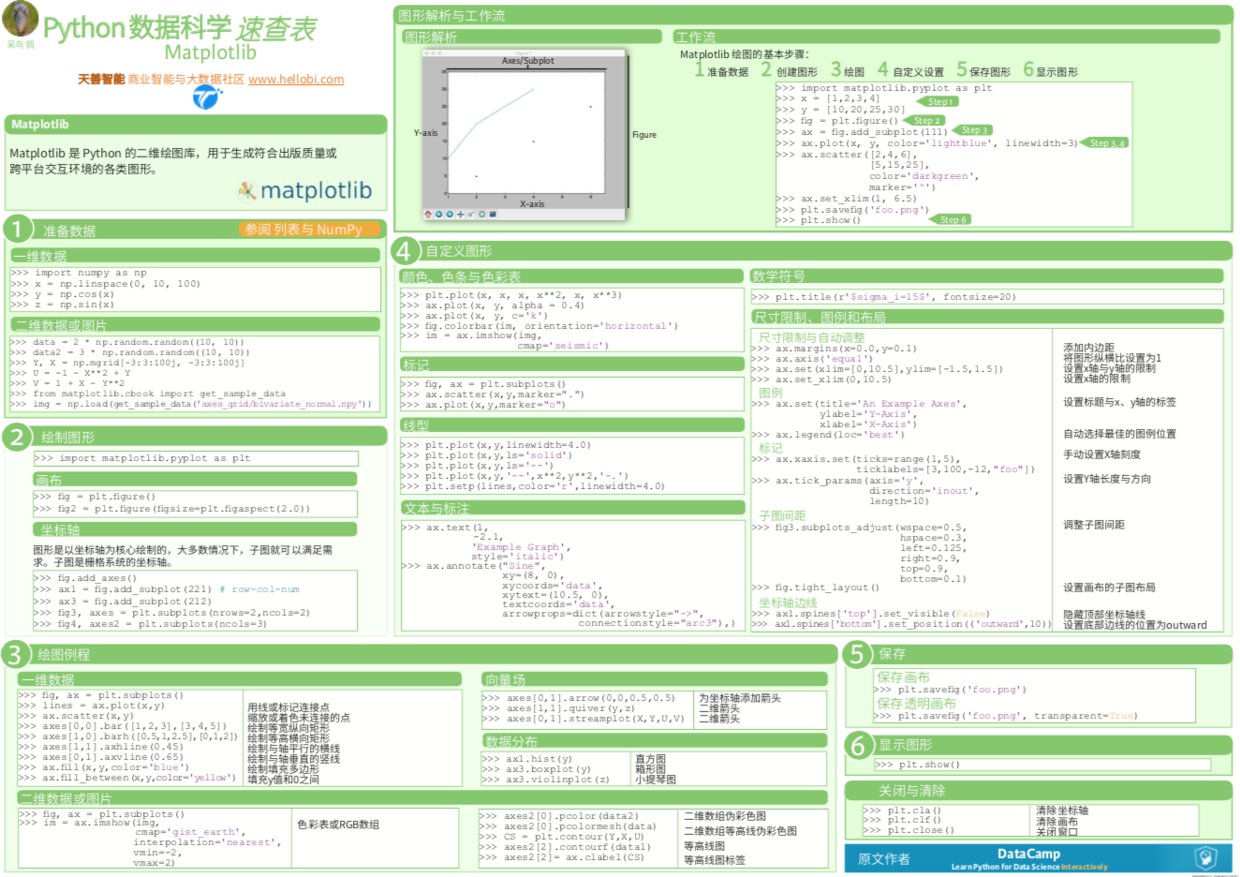 呆鸟 摘
Python 数据科学 速查表
Matplotlib
天善智能 商业智能与大数据社区 www.hellobi.com
Matplotlib
Matplotlib 是 Python 的二维绘图库，用于生成符合出版质量或
跨平台交互环境的各类图形。
matplotlib
1 准备数据 参阅 列表与 NumPy
一维数据
>>> import numpy as np
>>> x = np.linspace(0, 10, 100)
>>> y = np.cos(x)
>>> z = np.sin(x)
二维数据或图片
>>> data = 2 * np.random.random((10, 10))
>>> data2 = 3 * np.random.random((10, 10))
>>> Y, X = np.mgrid[-3:3:100j, -3:3:100j]
>>> U = -1 - X**2 + Y
>>> V = 1 + X - Y**2
>>> from matplotlib.cbook import get_sample_data
>>> img = np.load(get_sample_data('axes_grid/bivariate_normal.npy'))
2 绘制图形
>>> import matplotlib.pyplot as plt
画布
>>> fig = plt.figure()
>>> fig2 = plt.figure(figsize=plt.figaspect(2.0))
坐标轴
图形是以坐标轴为核心绘制的，大多数情况下，子图就可以满足需
求。子图是栅格系统的坐标轴。
>>> fig.add_axes()
>>> ax1 = fig.add_subplot(221) # row-col-num
>>> ax3 = fig.add_subplot(212)
>>> fig3, axes = plt.subplots(nrows=2,ncols=2)
>>> fig4, axes2 = plt.subplots(ncols=3)
图形解析与工作流
图形解析
Axes/Subplot
Y-axis
Figure
X-axis
工作流
Matplotlib 绘图的基本步骤：
1 准备数据 2 创建图形 3 绘图 4 自定义设置 5 保存图形 6 显示图形
>>> import matplotlib.pyplot as plt
>>> x = [1,2,3,4] Step 1
>>> y = [10,20,25,30]
>>> fig = plt.figure() Step 2
>>> ax = fig.add_subplot(111) Step 3
>>> ax.plot(x, y, color='lightblue', linewidth=3) Step 3, 4
>>> ax.scatter([2,4,6],
[5,15,25],
color='darkgreen',
marker='^')
>>> ax.set_xlim(1, 6.5)
>>> plt.savefig('foo.png')
>>> plt.show() Step 6
4 自定义图形
颜色、色条与色彩表
>>> plt.plot(x, x, x, x**2, x, x**3)
>>> ax.plot(x, y, alpha = 0.4)
>>> ax.plot(x, y, c='k')
>>> fig.colorbar(im, orientation='horizontal')
>>> im = ax.imshow(img,
cmap='seismic')
标记
>>> fig, ax = plt.subplots()
>>> ax.scatter(x,y,marker=".")
>>> ax.plot(x,y,marker="o")
线型
>>> plt.plot(x,y,linewidth=4.0)
>>> plt.plot(x,y,ls='solid')
>>> plt.plot(x,y,ls='--')
>>> plt.plot(x,y,'--',x**2,y**2,'-.')
>>> plt.setp(lines,color='r',linewidth=4.0)
文本与标注
>>> ax.text(1,
-2.1,
'Example Graph',
style='italic')
>>> ax.annotate("Sine",
xy=(8, 0),
xycoords='data',
xytext=(10.5, 0),
textcoords='data',
arrowprops=dict(arrowstyle="->",
connectionstyle="arc3"),)
数学符号
>>> plt.title(r'$sigma_i=15$', fontsize=20)
尺寸限制、图例和布局
尺寸限制与自动调整
>>> ax.margins(x=0.0,y=0.1) 添加内边距
>>> ax.axis('equal') 将图形纵横比设置为1
>>> ax.set(xlim=[0,10.5],ylim=[-1.5,1.5]) 设置x轴与y轴的限制
>>> ax.set_xlim(0,10.5) 设置x轴的限制
图例
>>> ax.set(title='An Example Axes', 设置标题与x、y轴的标签
ylabel='Y-Axis',
xlabel='X-Axis')
>>> ax.legend(loc='best') 自动选择最佳的图例位置
标记
>>> ax.xaxis.set(ticks=range(1,5), 手动设置X轴刻度
ticklabels=[3,100,-12,"foo"])
>>> ax.tick_params(axis='y', 设置Y轴长度与方向
direction='inout',
length=10)
子图间距
>>> fig3.subplots_adjust(wspace=0.5, 调整子图间距
hspace=0.3,
left=0.125,
right=0.9,
top=0.9,
bottom=0.1)
>>> fig.tight_layout() 设置画布的子图布局
坐标轴边线
>>> ax1.spines['top'].set_visible(False) 隐藏顶部坐标轴线
>>> ax1.spines['bottom'].set_position(('outward',10)) 设置底部边线的位置为outward
3 绘图例程
一维数据
>>> fig, ax = plt.subplots()
>>> lines = ax.plot(x,y) 用线或标记连接点
>>> ax.scatter(x,y) 缩放或着色未连接的点
>>> axes[0,0].bar([1,2,3],[3,4,5]) 绘制等宽纵向矩形
>>> axes[1,0].barh([0.5,1,2.5],[0,1,2]) 绘制等高横向矩形
>>> axes[1,1].axhline(0.45) 绘制与轴平行的横线
>>> axes[0,1].axvline(0.65) 绘制与轴垂直的竖线
>>> ax.fill(x,y,color='blue') 绘制填充多边形
>>> ax.fill_between(x,y,color='yellow') 填充y值和0之间
向量场
>>> axes[0,1].arrow(0,0,0.5,0.5) 为坐标轴添加箭头
>>> axes[1,1].quiver(y,z) 二维箭头
>>> axes[0,1].streamplot(X,Y,U,V) 二维箭头
数据分布
>>> ax1.hist(y) 直方图
>>> ax3.boxplot(y) 箱形图
>>> ax3.violinplot(z) 小提琴图
二维数据或图片
>>> fig, ax = plt.subplots()
>>> im = ax.imshow(img, 色彩表或RGB数组
cmap='gist_earth',
interpolation='nearest',
vmin=-2,
vmax=2)
>>> axes2[0].pcolor(data2) 二维数组伪彩色图
>>> axes2[0].pcolormesh(data) 二维数组等高线伪彩色图
>>> CS = plt.contour(Y,X,U) 等高线图
>>> axes2[2].contourf(data1)
>>> axes2[2]= ax.clabel(CS) 等高线图标签
5 保存
保存画布
>>> plt.savefig('foo.png')
保存透明画布
>>> plt.savefig('foo.png', transparent=True)
6 显示图形
>>> plt.show()
关闭与清除
>>> plt.cla() 清除坐标轴
>>> plt.clf() 清除画布
>>> plt.close() 关闭窗口
原文作者 DataCamp
Learn Python for Data Science Interactively